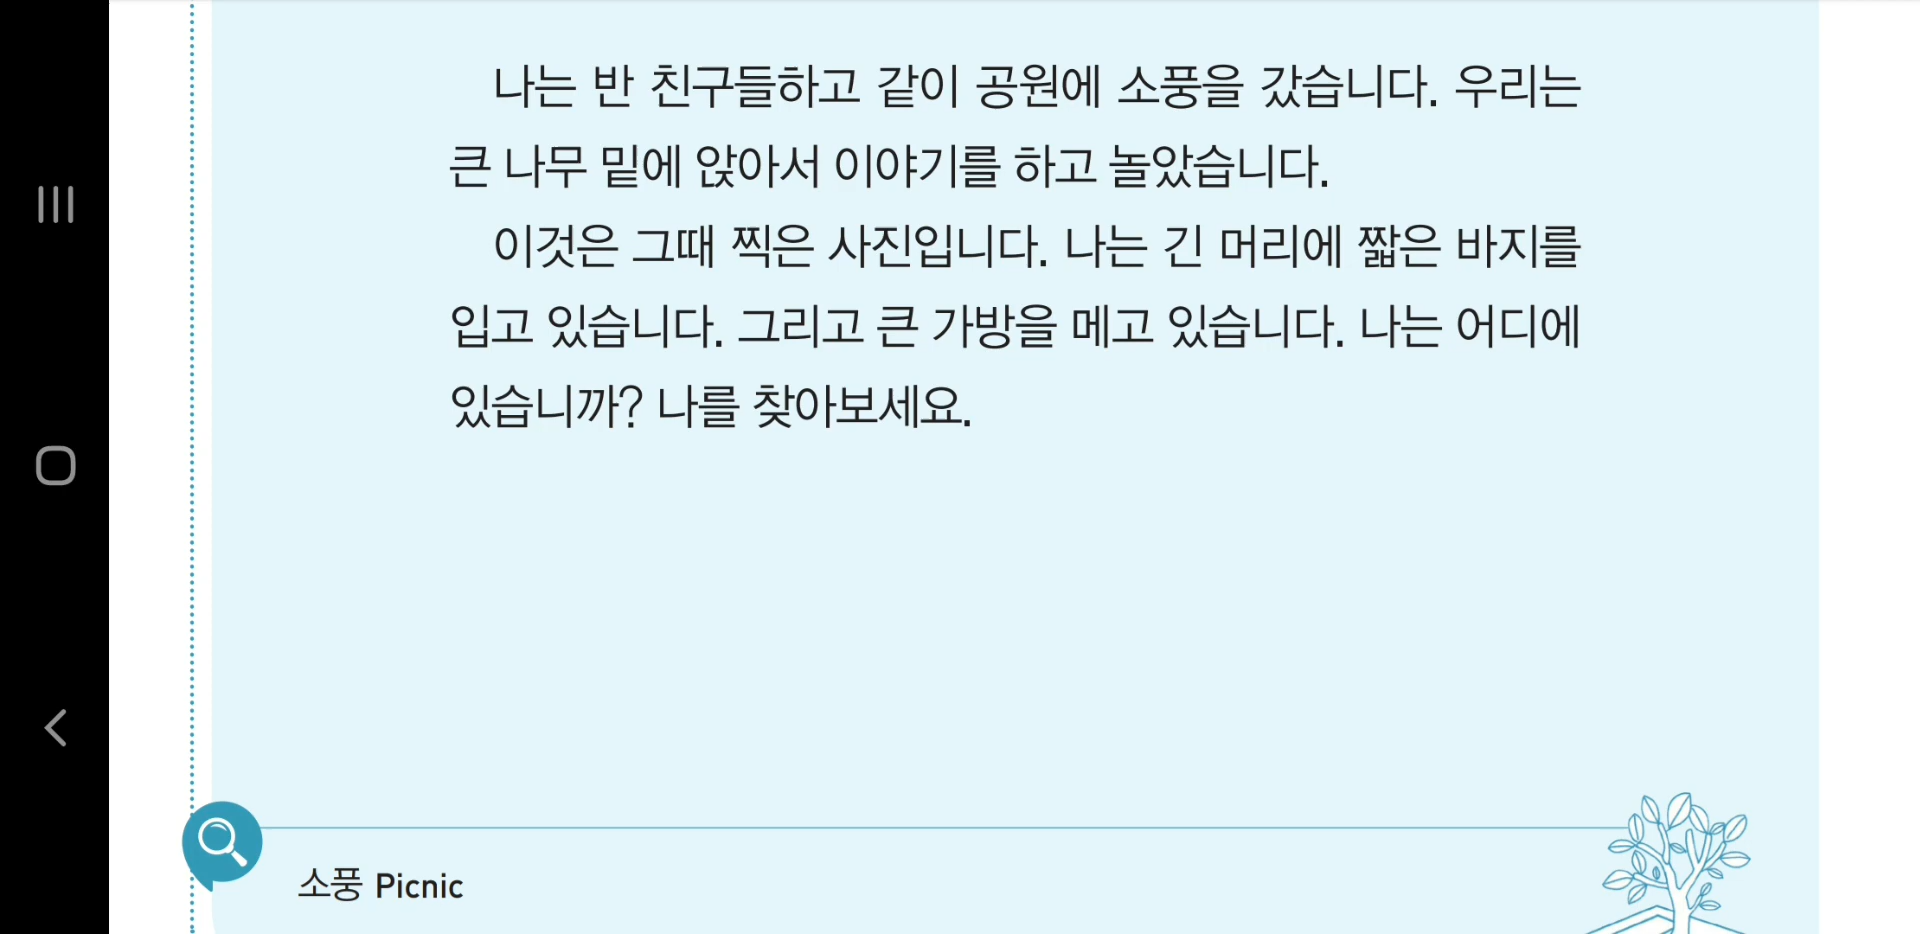 나는 반 친구들하고 같이 공원에 소풍을 갔습니다. 우리는
큰 나무 밑에 앉아서 이야기를 하고 놀았습니다.
이것은 그때 찍은 사진입니다. 나는 긴 머리에 짧은 바지를
입고 있습니다. 그리고 큰 가방을 메고 있습니다. 나는 어디에
있습니까? 나를 찾아보세요.
소풍 Picnic